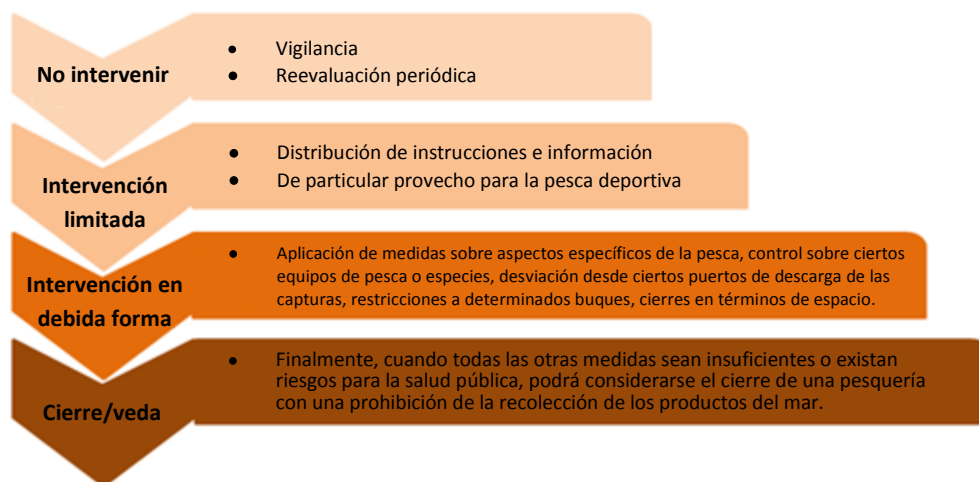 No intervenir
• Vigilancia
• Reevaluación periódica
Intervención
limitada
• Distribución de instrucciones e información
• De particular provecho para la pesca deportiva
Intervención en
debida forma
• Aplicación de medidas sobre aspectos específicos de la pesca, control sobre ciertos
equipos de pesca o especies, desviación desde ciertos puertos de descarga de las
capturas, restricciones a determinados buques, cierres en términos de espacio.
Cierre/veda
• Finalmente, cuando todas las otras medidas sean insuficientes o existan
riesgos para la salud pública, podrá considerarse el cierre de una pesquería
con una prohibición de la recolección de los productos del mar.